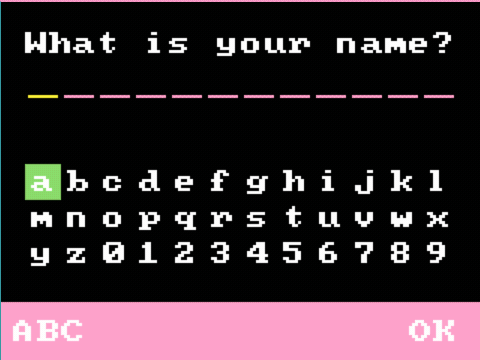 What is your name?
a b c d e f g h i j k l
m n o p q r s t u v w x
y z 0 1 2 3 4 5 6 7 8 9
ABC OK